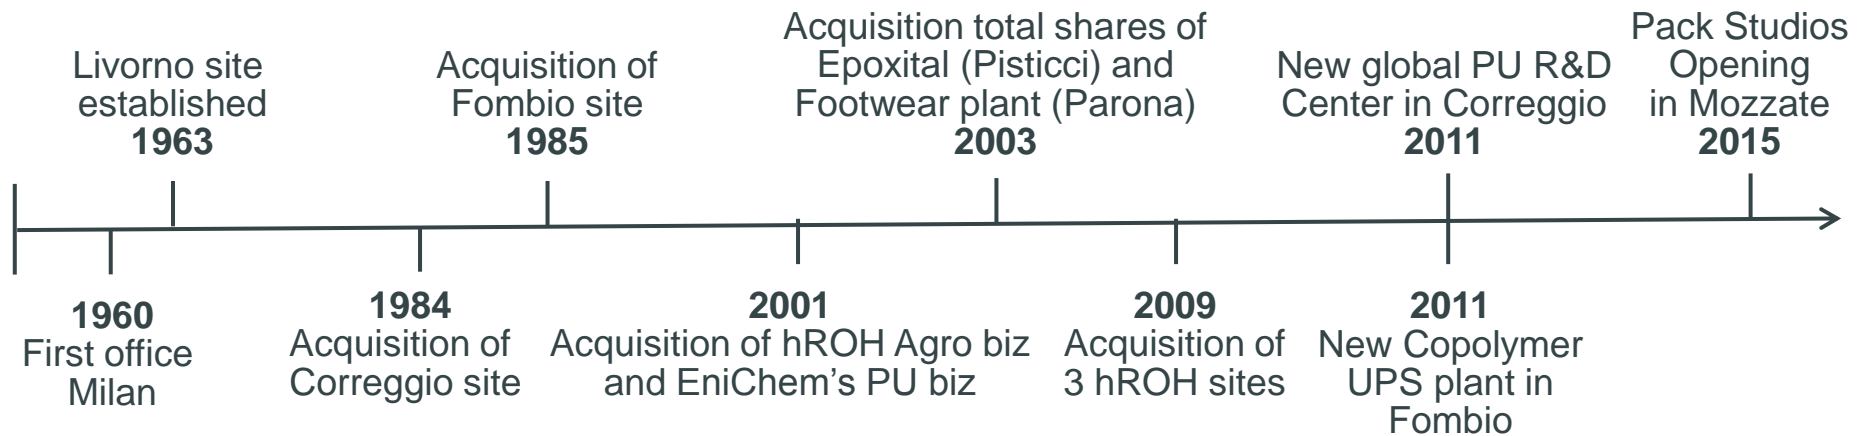 Livorno site
established
1963
Acquisition of
Fombio site
1985
Acquisition total shares of
Epoxital (Pisticci) and
Footwear plant (Parona)
2003
New global PU R&D
Center in Correggio
2011
Pack Studios
Opening
in Mozzate
2015
1960
First office
Milan
1984
Acquisition of
Correggio site
2001
Acquisition of hROH Agro biz
and EniChem’s PU biz
2009
Acquisition of
3 hROH sites
2011
New Copolymer
UPS plant in
Fombio